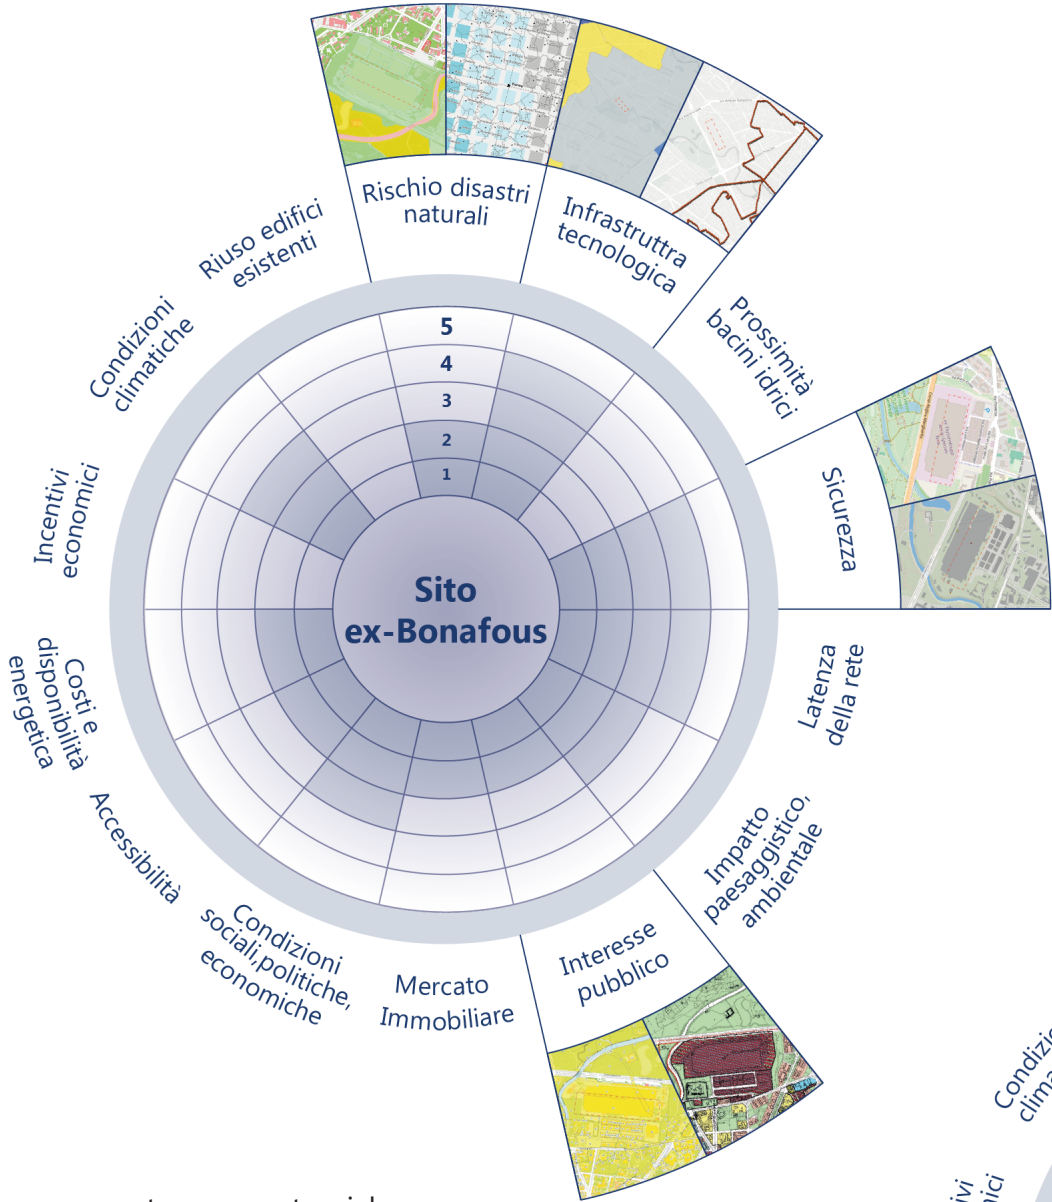 Rischio disastri
naturali
Infrastruttra
tecnologica
Prossimità
bacini idrici
Sicurezza
Latenza
della rete
Impatto
paesaggistico,
ambientale
Interesse
pubblico
Mercato
Immobiliare
Condizioni
sociali,politiche,
economiche
Accessibilità
Costi e
disponibilità
energetica
Incentivi
economici
Condizioni
climatiche
Riuso edifici
esistenti
5
4
3
2
1
Sito
ex-Bonafous